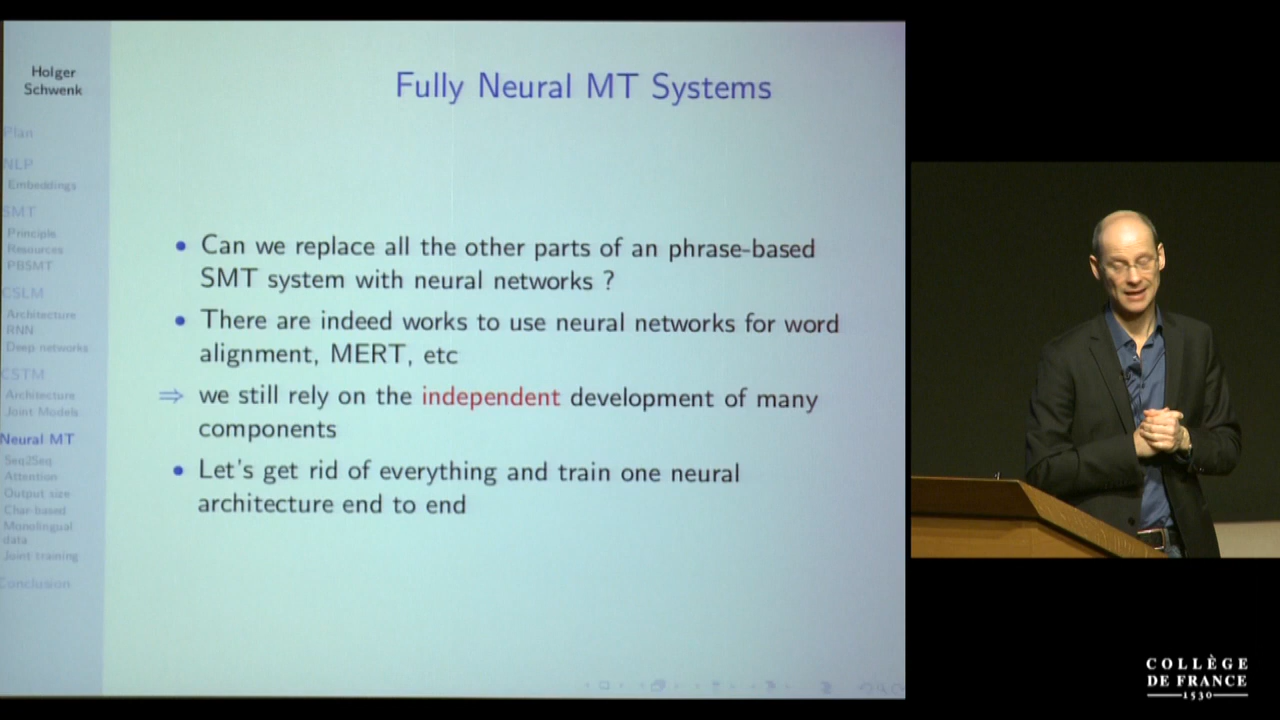 Holger
Schwenk
Plan
NLP
Embeddings
SMT
Principle
Resources
PBSMT
CSLM
Architecture
RNN
Deep networks
CSTM
Architecture
Joint Models
Neural MT
Seq2Seq
Attention
Output size
Char-based
Monolingual
data
Joint training
Conclusion
Fully Neural MT Systems
• Can we replace all the other parts of an phrase-based
SMT system with neural networks ?
• There are indeed works to use neural networks for word
alignment, MERT, etc
⇒ we still rely on the independent development of many
components
• Let's get rid of everything and train one neural
architecture end to end
COLLÈGE
DE FRANCE
1530